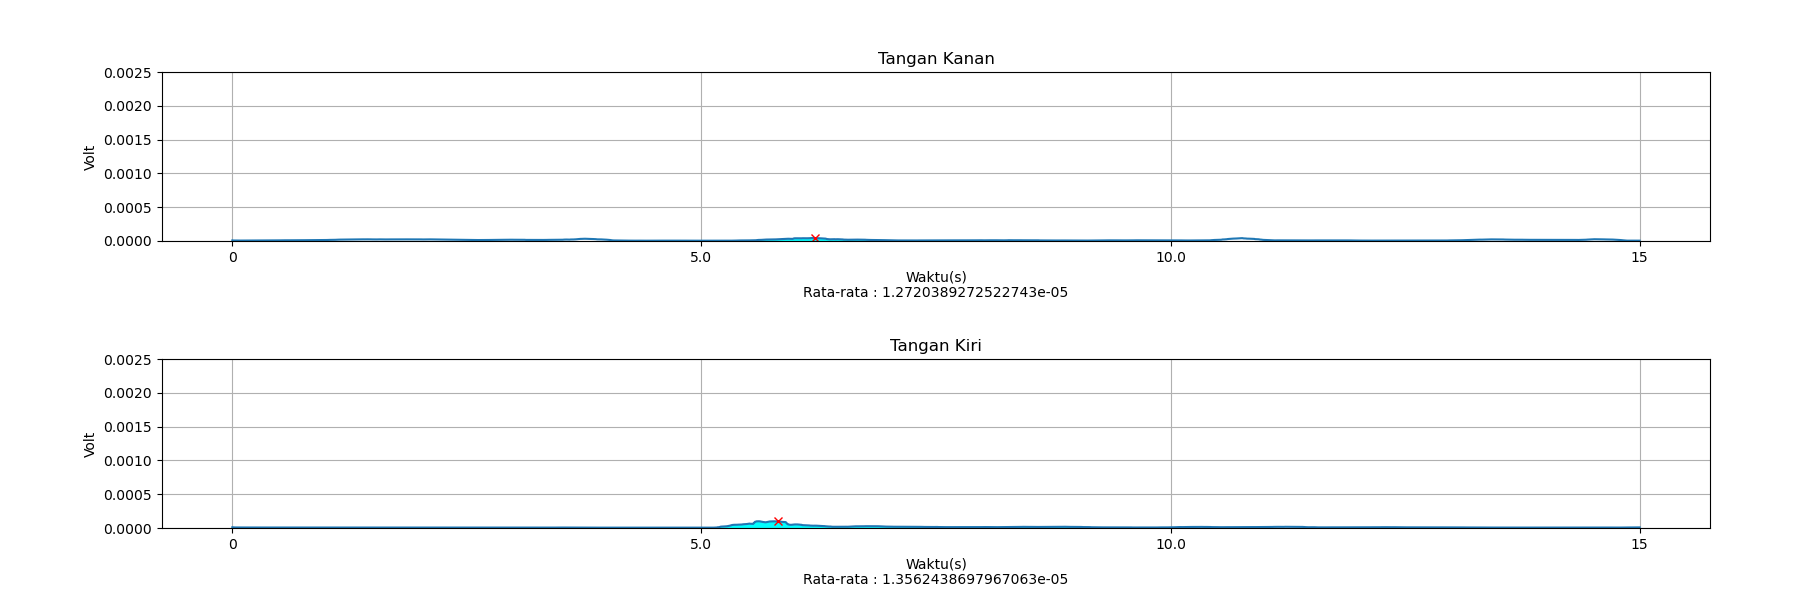 Tangan Kanan
0.0025
0.0020
0.0015
0.0010
0.0005
0.0000
Volt
0 5.0 10.0 15
Waktu(s)
Rata-rata : 1.2720389272522743e-05
Tangan Kiri
0.0025
0.0020
0.0015
0.0010
0.0005
0.0000
Volt
0 5.0 10.0 15
Waktu(s)
Rata-rata : 1.3562438697967063e-05